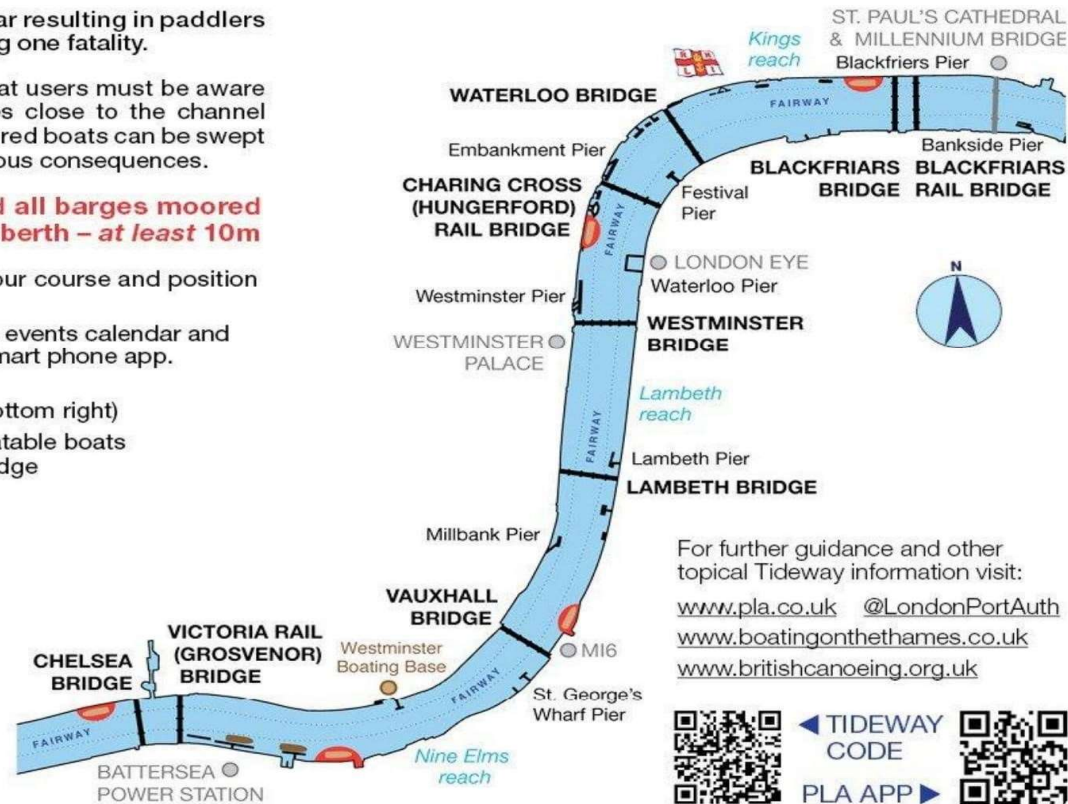 ar resulting in paddlers
g one fatality.
at users must be aware
es close to the channel
red boats can be swept
ous consequences.
all barges moored
berth – at least 10m
our course and position
events calendar and
mart phone app.
ottom right)
atable boats
dge
ST. PAUL'S CATHEDRAL
& MILLENNIUM BRIDGE
Kings
reach
Blackfriers Pier
R N
L I
WATERLOO BRIDGE
FAIRWAY
Embankment Pier
Bankside Pier
BLACKFRIARS
BRIDGE
BLACKFRIARS
RAIL BRIDGE
CHARING CROSS
(HUNGERFORD)
RAIL BRIDGE
Festival
Pier
FAIRWAY
LONDON EYE
Waterloo Pier
Westminster Pier
N
WESTMINSTER
BRIDGE
WESTMINSTER
PALACE
Lambeth
reach
FAIRWAY
Lambeth Pier
LAMBETH BRIDGE
Millbank Pier
For further guidance and other
topical Tideway information visit:
www.pla.co.uk @LondonPortAuth
www.boatingonthethames.co.uk
www.britishcanoeing.org.uk
VAUXHALL
BRIDGE
MI6
VICTORIA RAIL
(GROSVENOR)
BRIDGE
Westminster
Boating Base
CHELSEA
BRIDGE
FAIRWAY
St. George's
Wharf Pier
FAIRWAY
Nine Elms
reach
BATTERSEA
POWER STATION
◀ TIDEWAY
CODE
PLA APP ▶